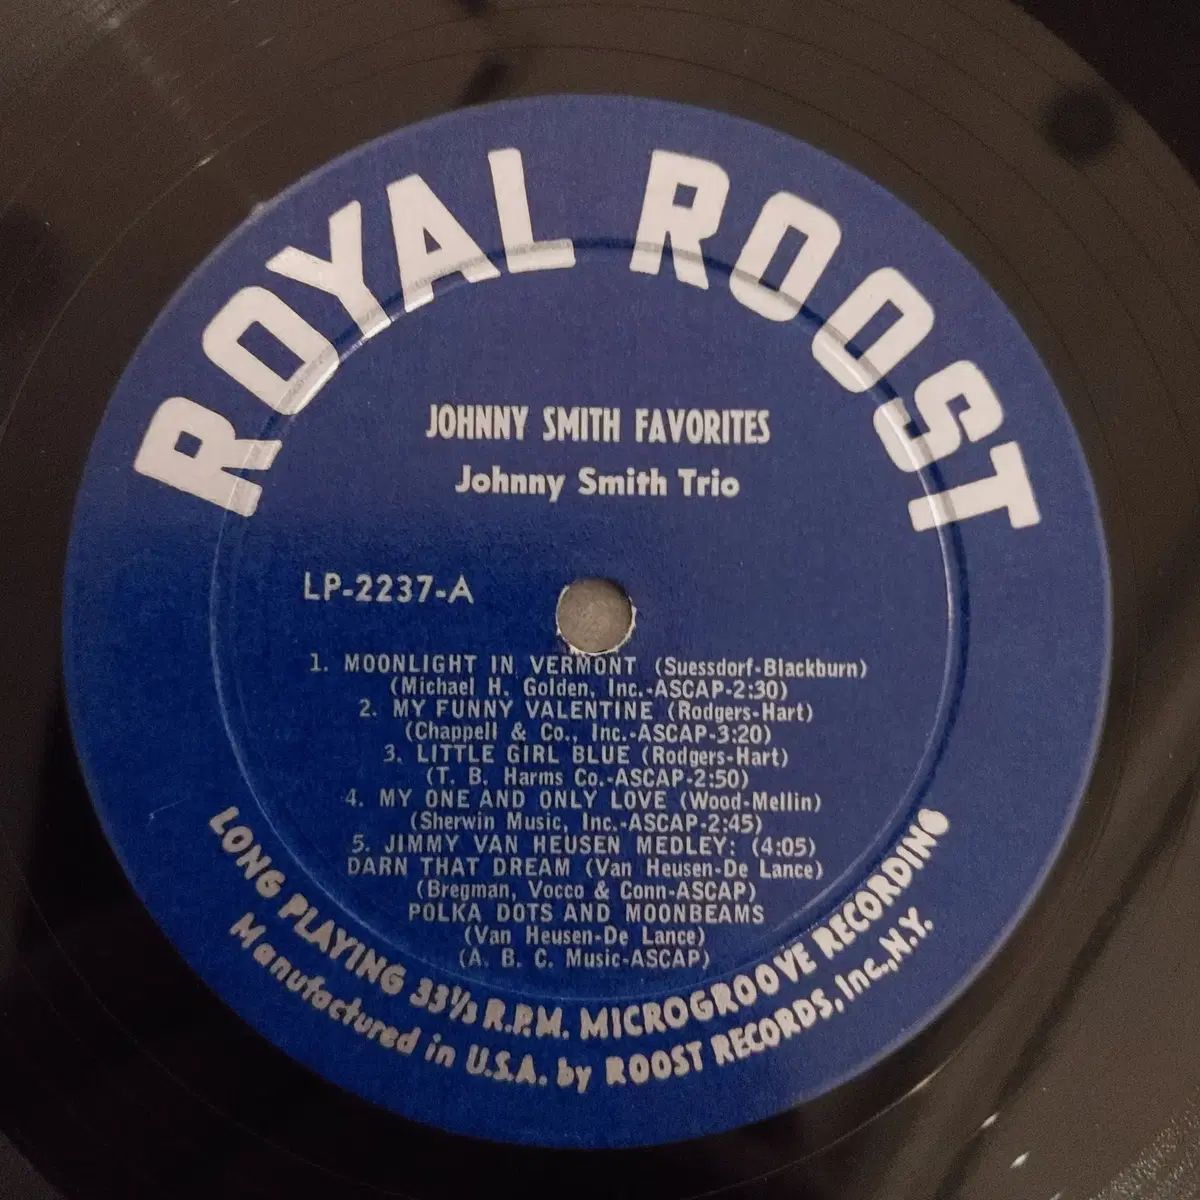 ROYAL ROOST
JOHNNY SMITH FAVORITES
Johnny Smith Trio
LP-2237-A
1. MOONLIGHT IN VERMONT (Suessdorf-Blackburn)
(Michael H. Golden, Inc.-ASCAP-2:30)
2. MY FUNNY VALENTINE (Rodgers-Hart)
(Chappell & Co., Inc.-ASCAP-3:20)
3. LITTLE GIRL BLUE (Rodgers-Hart)
(T. B. Harms Co.-ASCAP-2:50)
4. MY ONE AND ONLY LOVE (Wood-Mellin)
(Sherwin Music, Inc.-ASCAP-2:45)
5. JIMMY VAN HEUSEN MEDLEY: (4:05)
DARN THAT DREAM (Van Heusen-De Lance)
(Bregman, Vocco & Conn-ASCAP)
POLKA DOTS AND MOONBEAMS
(Van Heusen-De Lance)
(A. B. C. Music-ASCAP)
LONG PLAYING 33⅓ R.P.M. MICROGROOVE RECORDING
Manufactured in U.S.A. by ROOST RECORDS, Inc., N.Y.